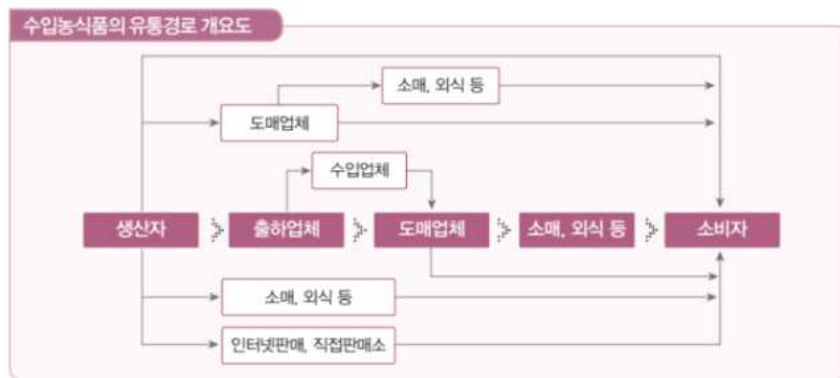 수입농식품의 유통경로 개요도
소매, 외식 등
도매업체
수입업체
생산자
출하업체
도매업체
소매, 외식 등
소비자
소매, 외식 등
인터넷판매, 직접판매소